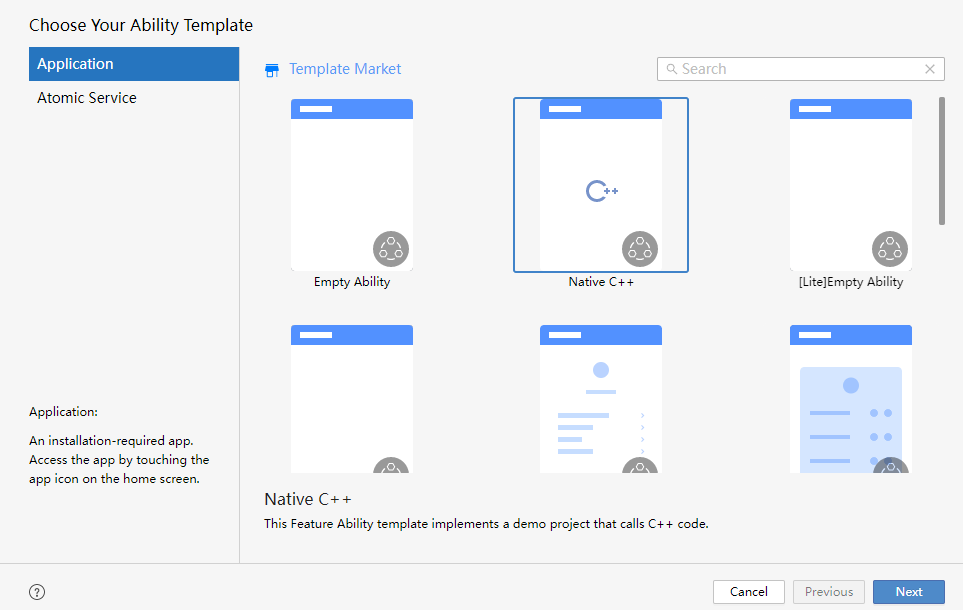 Choose Your Ability Template
Application
Atomic Service
Template Market
Search
C++
Empty Ability
Native C++
[Lite]Empty Ability
Application:
An installation-required app.
Access the app by touching the
app icon on the home screen.
Native C++
This Feature Ability template implements a demo project that calls C++ code.
?
Cancel
Previous
Next